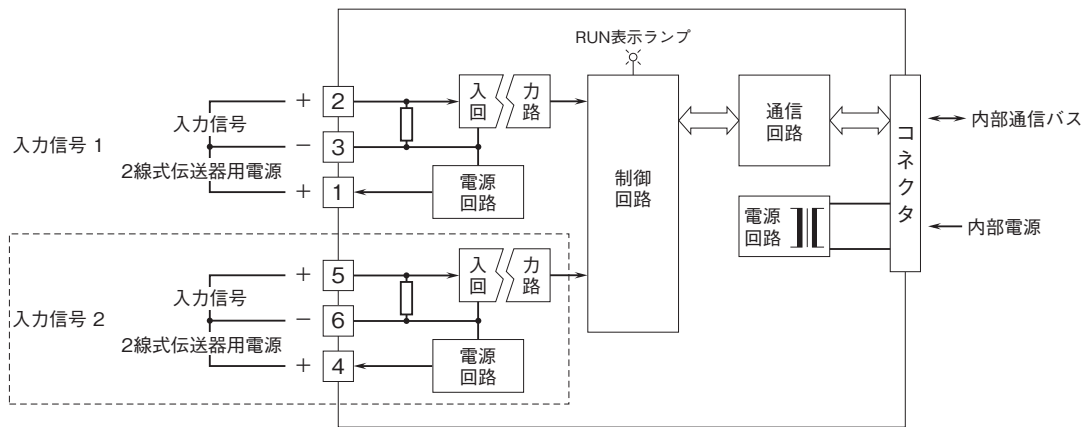 RUN表示ランプ
入力信号 1
+ 2
入力信号
- 3
2線式伝送器用電源
+ 1
入力
回路
電源
回路
制御
回路
通信
回路
電源
回路
コネクタ
内部通信バス
内部電源
入力信号 2
+ 5
入力信号
- 6
2線式伝送器用電源
+ 4
入力
回路
電源
回路